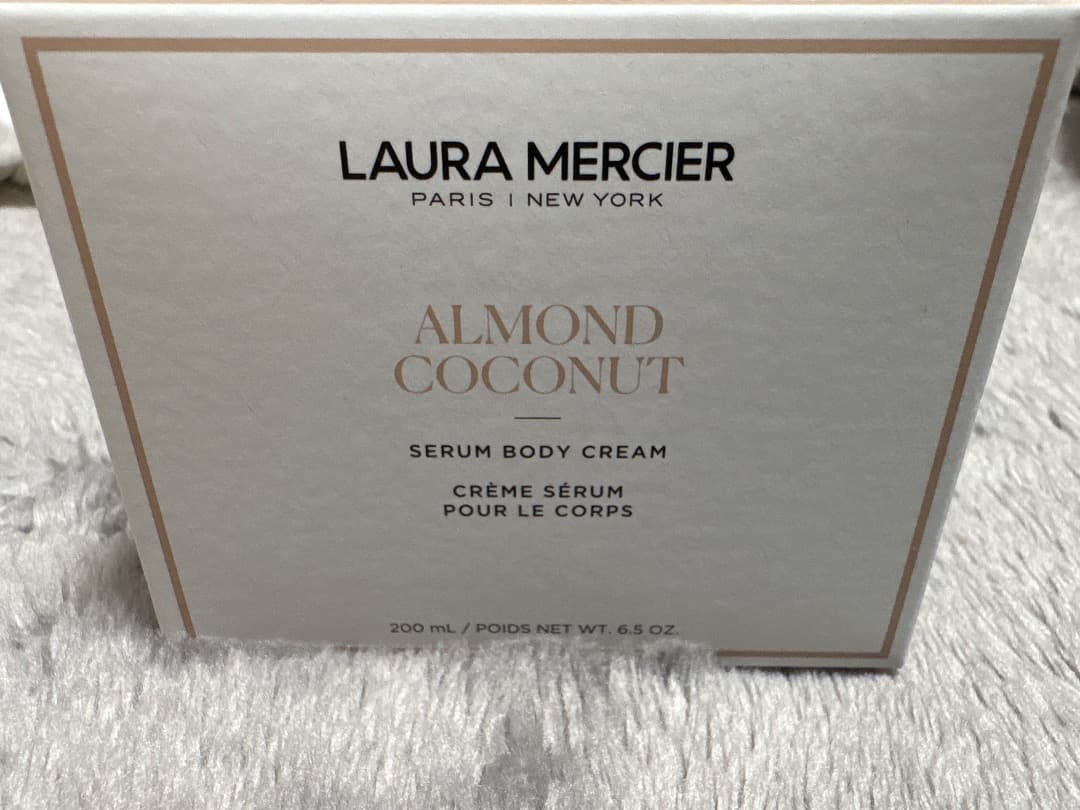 LAURA MERCIER
PARIS | NEW YORK
ALMOND
COCONUT
SERUM BODY CREAM
CRÈME SÉRUM
POUR LE CORPS
200 mL / POIDS NET WT. 6.5 OZ.